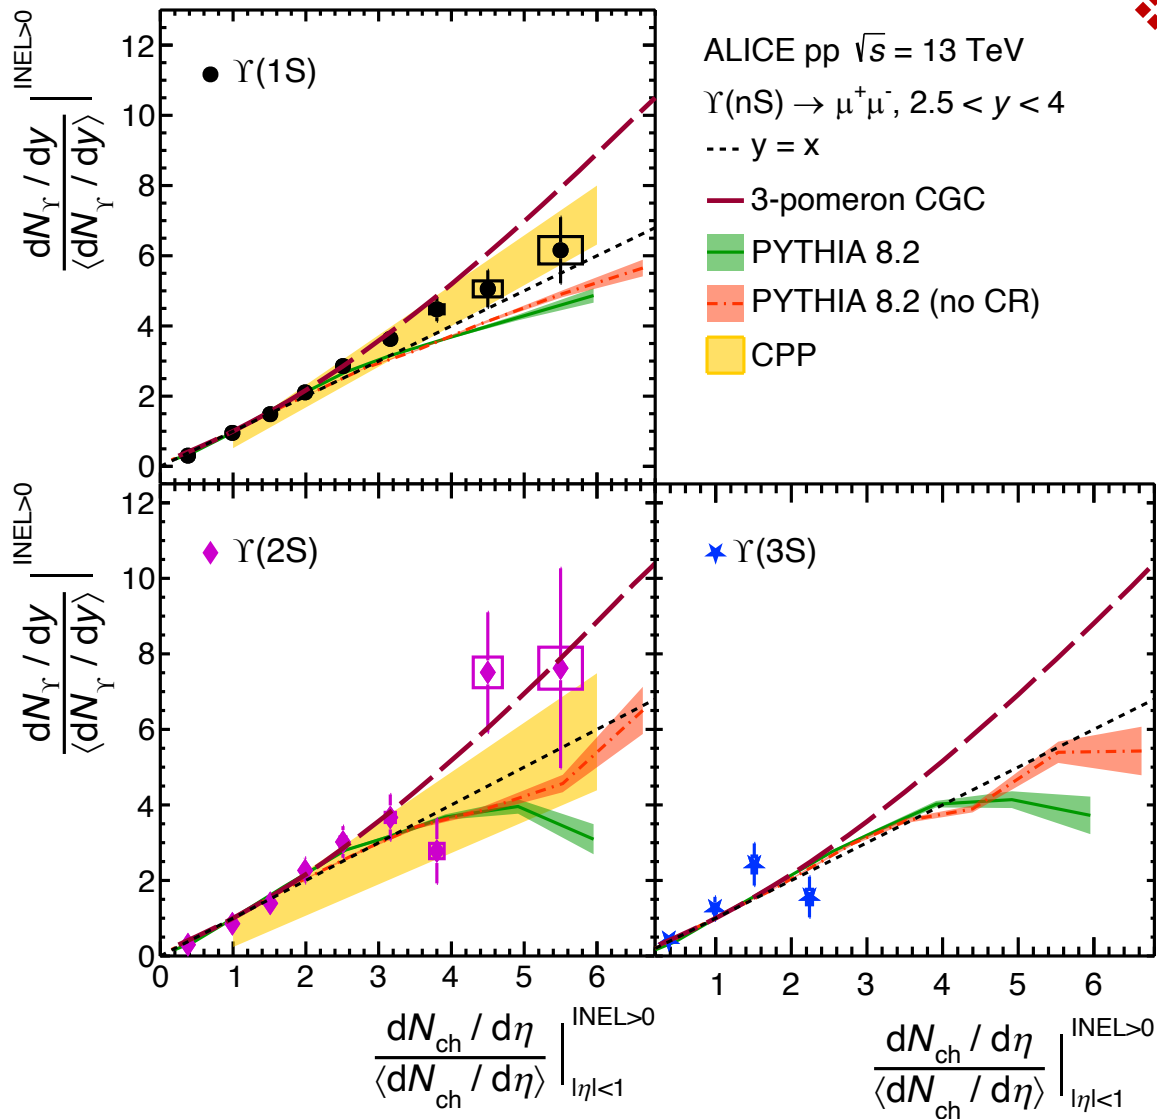 12
10
8
6
4
2
0
ϒ(1S)
dN_ϒ / dy
⟨dN_ϒ / dy⟩
INEL>0
ALICE pp √s = 13 TeV
ϒ(nS) → μ⁺μ⁻, 2.5 < y < 4
y = x
3-pomeron CGC
PYTHIA 8.2
PYTHIA 8.2 (no CR)
CPP
12
10
8
6
4
2
0
ϒ(2S)
dN_ϒ / dy
⟨dN_ϒ / dy⟩
INEL>0
ϒ(3S)
0 1 2 3 4 5 6
1 2 3 4 5 6
dN_ch / dη
⟨dN_ch / dη⟩
INEL>0
|η|<1
dN_ch / dη
⟨dN_ch / dη⟩
INEL>0
|η|<1